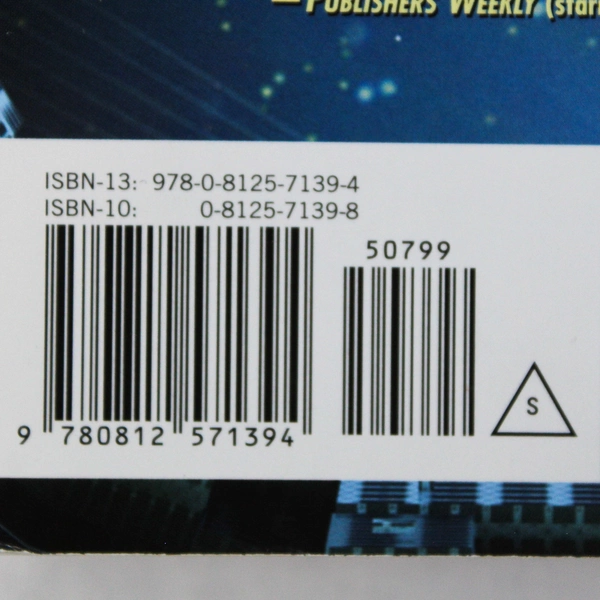 —PUBLISHERS WEEKLY (star
ISBN-13: 978-0-8125-7139-4
ISBN-10: 0-8125-7139-8
50799
9 780812 571394
S